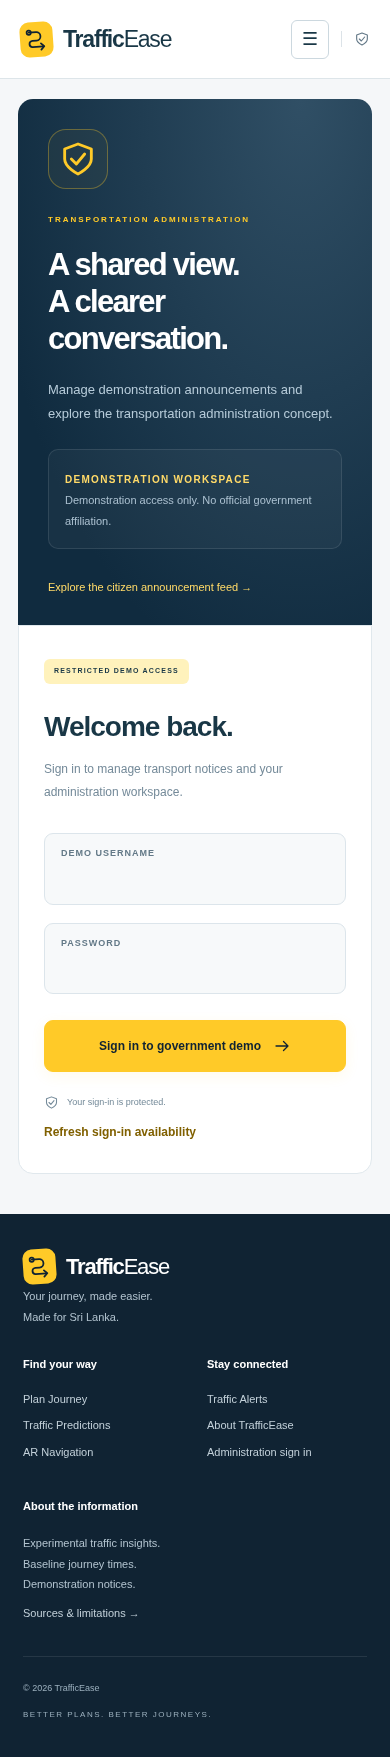 TrafficEase
TRANSPORTATION ADMINISTRATION
A shared view.
A clearer
conversation.
Manage demonstration announcements and
explore the transportation administration concept.
DEMONSTRATION WORKSPACE
Demonstration access only. No official government
affiliation.
Explore the citizen announcement feed →
RESTRICTED DEMO ACCESS
Welcome back.
Sign in to manage transport notices and your
administration workspace.
DEMO USERNAME
PASSWORD
Sign in to government demo →
Your sign-in is protected.
Refresh sign-in availability
TrafficEase
Your journey, made easier.
Made for Sri Lanka.
Find your way
Plan Journey
Traffic Predictions
AR Navigation
Stay connected
Traffic Alerts
About TrafficEase
Administration sign in
About the information
Experimental traffic insights.
Baseline journey times.
Demonstration notices.
Sources & limitations →
© 2026 TrafficEase
BETTER PLANS. BETTER JOURNEYS.